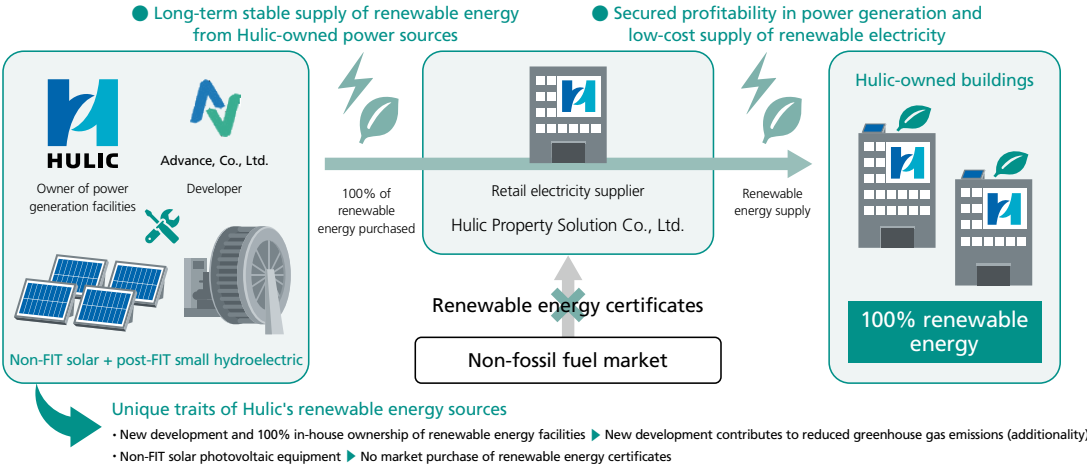 ● Long-term stable supply of renewable energy
from Hulic-owned power sources
● Secured profitability in power generation and
low-cost supply of renewable electricity
HULIC
Owner of power
generation facilities
Advance, Co., Ltd.
Developer
Non-FIT solar + post-FIT small hydroelectric
100% of
renewable
energy purchased
Retail electricity supplier
Hulic Property Solution Co., Ltd.
Renewable
energy supply
Hulic-owned buildings
100% renewable
energy
Renewable energy certificates
Non-fossil fuel market
Unique traits of Hulic's renewable energy sources
・New development and 100% in-house ownership of renewable energy facilities ▶ New development contributes to reduced greenhouse gas emissions (additionality)
・Non-FIT solar photovoltaic equipment ▶ No market purchase of renewable energy certificates